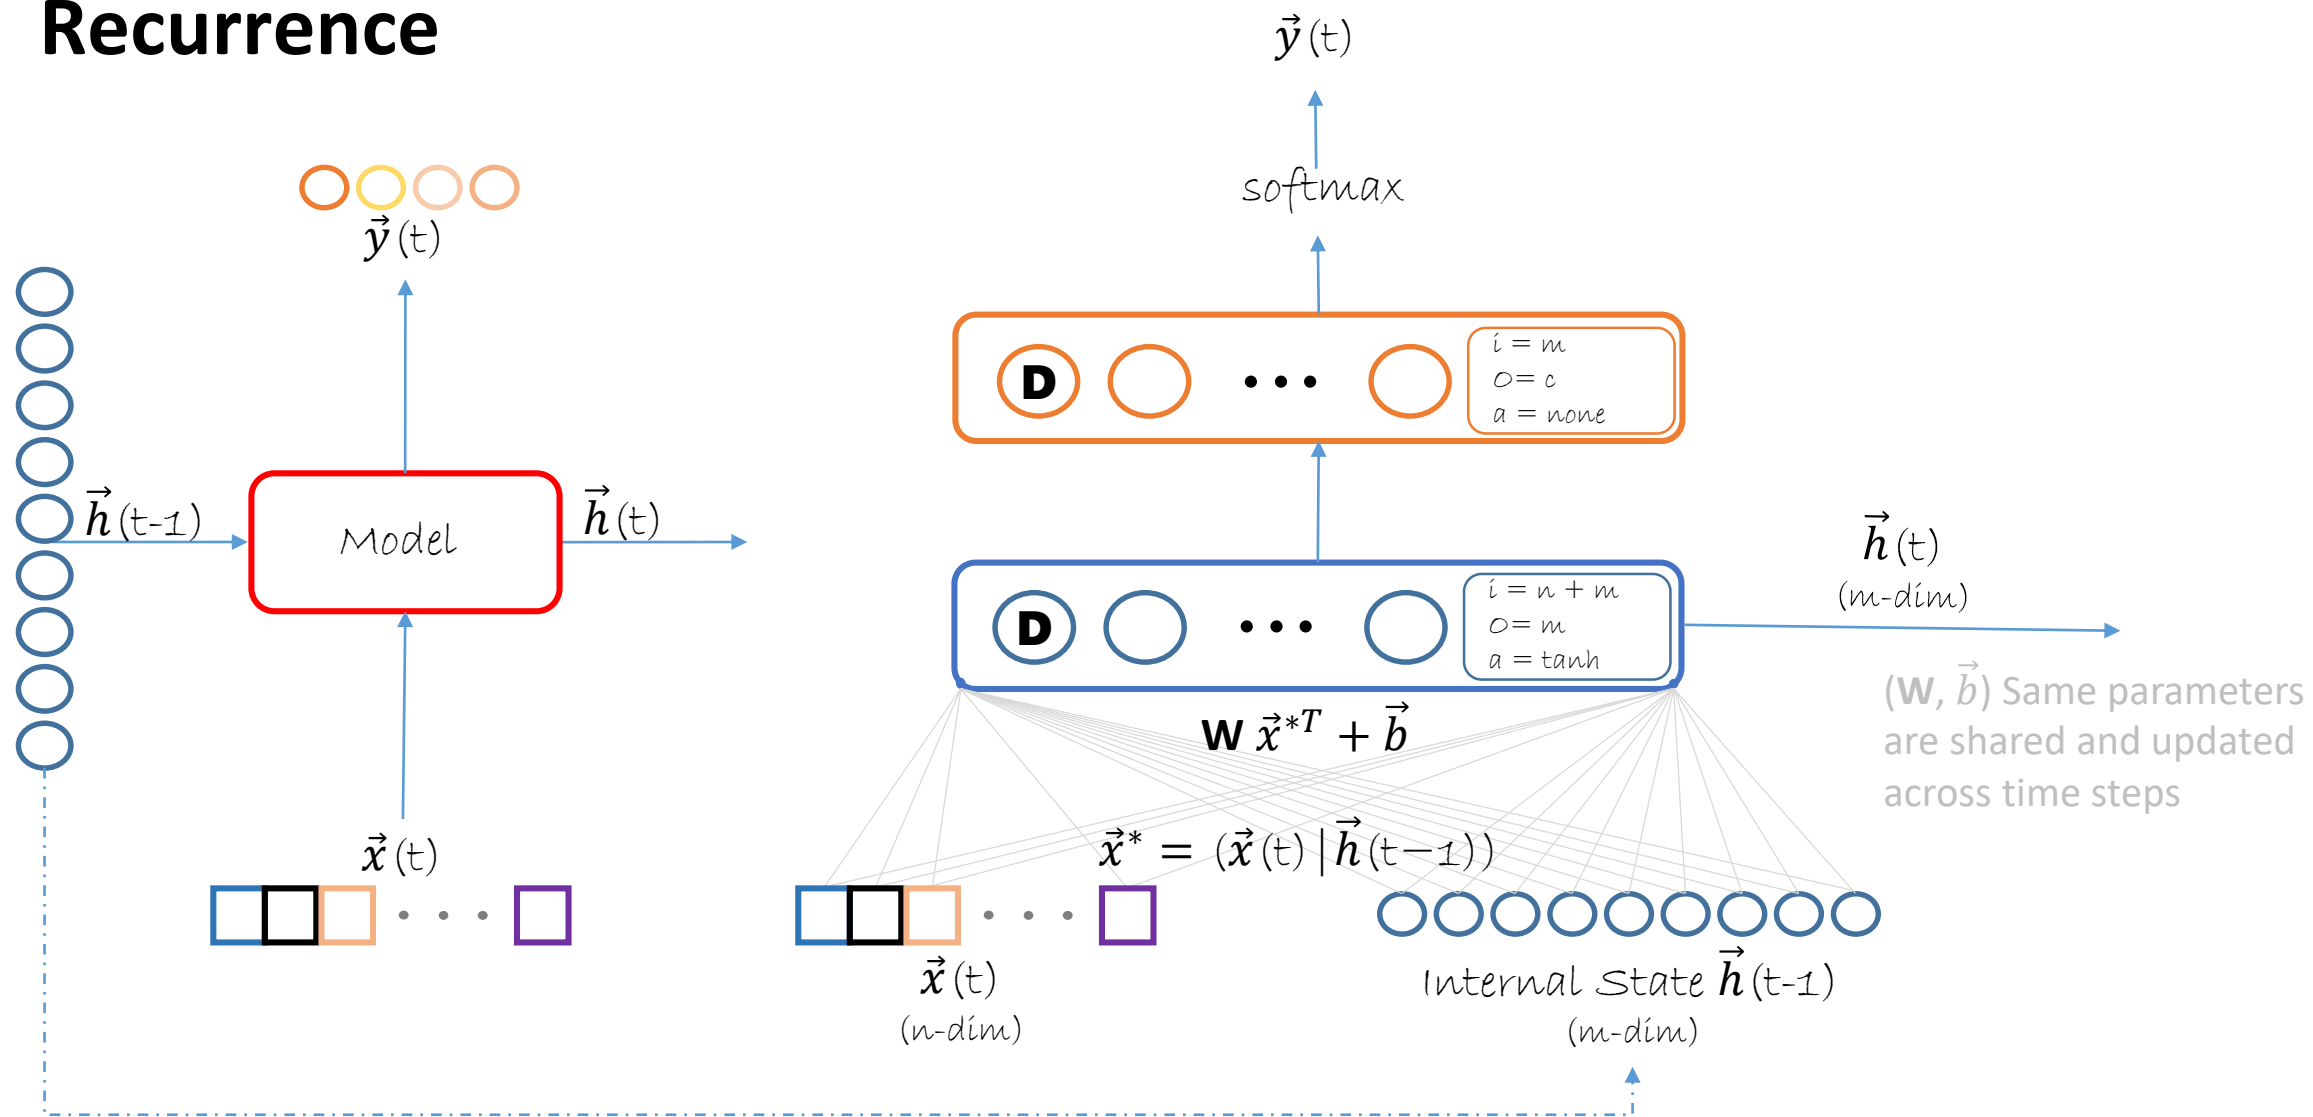 Recurrence
y⃗(t)
h⃗(t-1)
Model
h⃗(t)
x⃗(t)
y⃗(t)
softmax
D
i = m
o= c
a = none
D
i = n + m
o= m
a = tanh
h⃗(t)
(m-dim)
W x⃗*ᵀ + b⃗
(W, b⃗) Same parameters
are shared and updated
across time steps
x⃗* = (x⃗(t)|h⃗(t−1))
x⃗(t)
(n-dim)
Internal State h⃗(t-1)
(m-dim)